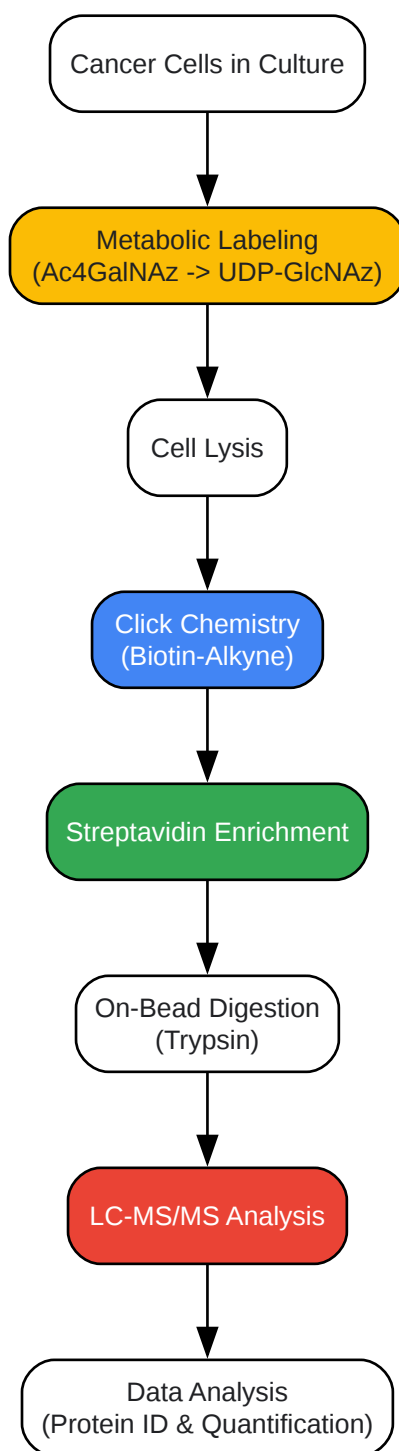 Cancer Cells in Culture
Metabolic Labeling
(Ac4GalNAz -> UDP-GlcNAz)
Cell Lysis
Click Chemistry
(Biotin-Alkyne)
Streptavidin Enrichment
On-Bead Digestion
(Trypsin)
LC-MS/MS Analysis
Data Analysis
(Protein ID & Quantification)